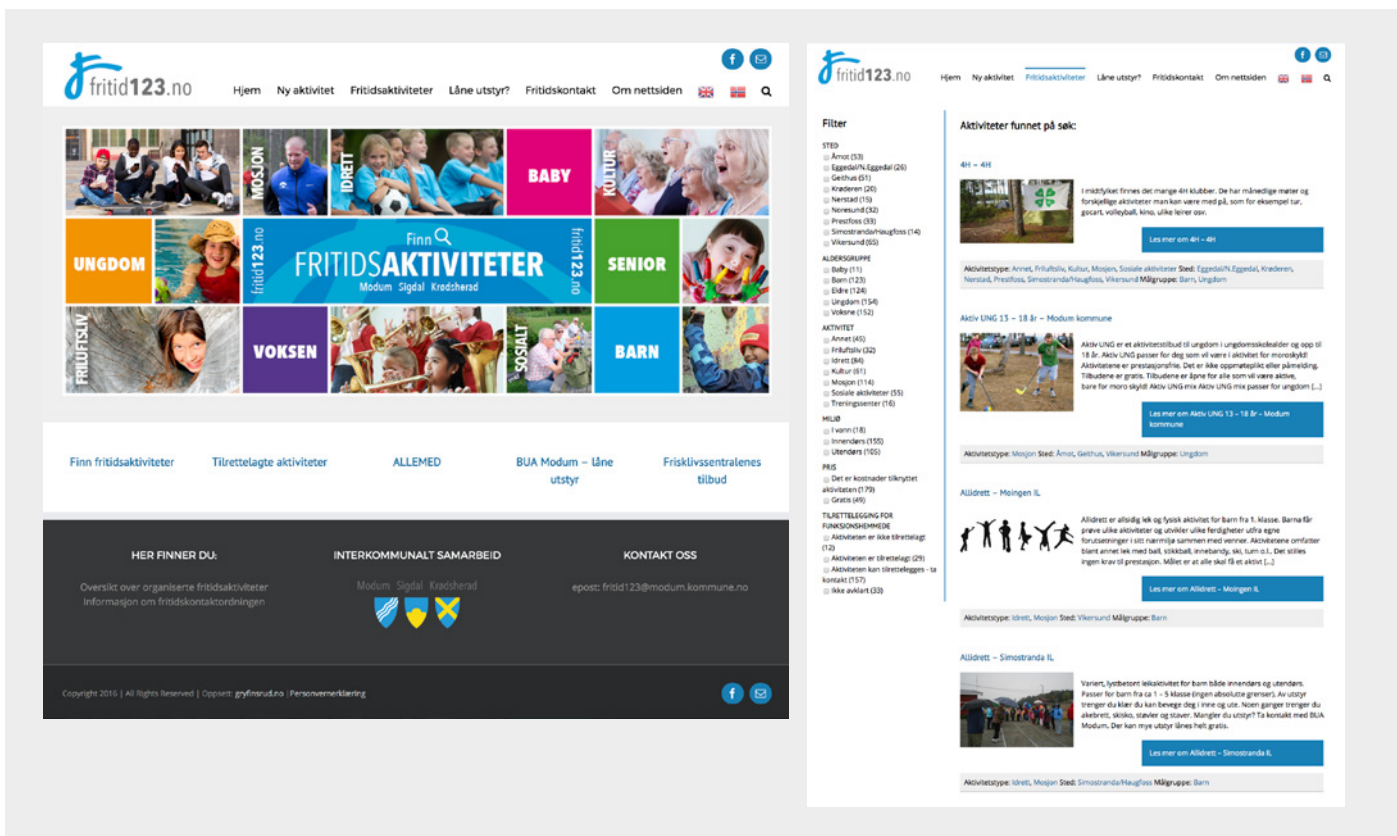 fritid123.no
Hjem Ny aktivitet Fritidsaktiviteter Låne utstyr? Fritidskontakt Om nettsiden
MOSJON
IDRETT
BABY
KULTUR
UNGDOM
fritid123.no
Finn
FRITIDSAKTIVITETER
Modum Sigdal Krødsherad
fritid123.no
SENIOR
FRILUFTSLIV
VOKSEN
SOSIALT
BARN
Finn fritidsaktiviteter
Tilrettelagte aktiviteter
ALLEMED
BUA Modum – låne
utstyr
Frisklivssentralenes
tilbud
HER FINNER DU:
Oversikt over organiserte fritidsaktiviteter
Informasjon om fritidskontaktordningen
INTERKOMMUNALT SAMARBEID
Modum Sigdal Krødsherad
KONTAKT OSS
epost: fritid123@modum.kommune.no
Copyright 2016 | All Rights Reserved | Oppsett: gryfinsrud.no | Personvernerklæring
fritid123.no
Hjem Ny aktivitet Fritidsaktiviteter Låne utstyr? Fritidskontakt Om nettsiden
Filter
STED
Åmot (53)
Eggedal/N.Eggedal (26)
Geithus (51)
Krøderen (20)
Nerstad (15)
Noresund (32)
Prestfoss (33)
Simostranda/Haugfoss (14)
Vikersund (65)
ALDERSGRUPPE
Baby (11)
Barn (123)
Eldre (124)
Ungdom (154)
Voksne (152)
AKTIVITET
Annet (45)
Friluftsliv (32)
Idrett (84)
Kultur (61)
Mosjon (114)
Sosiale aktiviteter (55)
Treningssenter (16)
MILJØ
I vann (18)
Innendørs (155)
Utendørs (105)
PRIS
Det er kostnader tilknyttet
aktiviteten (179)
Gratis (49)
TILRETTELEGGING FOR
FUNKSJONSHEMMEDE
Aktiviteten er ikke tilrettelagt
(12)
Aktiviteten er tilrettelagt (29)
Aktiviteten kan tilrettelegges - ta
kontakt (157)
Ikke avklart (33)
Aktiviteter funnet på søk:
4H – 4H
I midtfylket finnes det mange 4H klubber. De har månedlige møter og
forskjellige aktiviteter man kan være med på, som for eksempel tur,
gocart, volleyball, kino, ulike leirer osv.
Les mer om 4H – 4H
Aktivitetstype: Annet, Friluftsliv, Kultur, Mosjon, Sosiale aktiviteter Sted: Eggedal/N.Eggedal, Krøderen,
Nerstad, Prestfoss, Simostranda/Haugfoss, Vikersund Målgruppe: Barn, Ungdom
Aktiv UNG 13 – 18 år – Modum kommune
Aktiv UNG er et aktivitetstilbud til ungdom i ungdomsskolealder og opp til
18 år. Aktiv UNG passer for deg som vil være i aktivitet for moroskyld!
Aktivitetene er prestasjonsfrie. Det er ikke oppmøteplikt eller påmelding.
Tilbudene er gratis. Tilbudene er åpne for alle som vil være aktive,
bare for moro skyld! Aktiv UNG mix Aktiv UNG mix passer for ungdom [...]
Les mer om Aktiv UNG 13 – 18 år – Modum
kommune
Aktivitetstype: Mosjon Sted: Åmot, Geithus, Vikersund Målgruppe: Ungdom
Allidrett – Moingen IL
Allidrett er allsidig lek og fysisk aktivitet for barn fra 1. klasse. Barna får
prøve ulike aktiviteter og utvikler ulike ferdigheter utfra egne
forutsetninger i sitt nærmiljø sammen med venner. Aktivitetene omfatter
blant annet lek med ball, stikkball, innebandy, ski, turn o.l.. Det stilles
ingen krav til prestasjon. Målet er at alle skal få et aktivt [...]
Les mer om Allidrett – Moingen IL
Aktivitetstype: Idrett, Mosjon Sted: Vikersund Målgruppe: Barn
Allidrett – Simostranda IL
Variert, lystbetont leikaktivitet for barn både innendørs og utendørs.
Passer for barn fra ca 1 – 5 klasse (ingen absolutte grenser). Av utstyr
trenger du klær du kan bevege deg i inne og ute. Noen ganger trenger du
akebrett, skisko, støvler og staver. Mangler du utstyr? Ta kontakt med BUA
Modum. Der kan mye utstyr lånes helt gratis.
Les mer om Allidrett – Simostranda IL
Aktivitetstype: Idrett, Mosjon Sted: Simostranda/Haugfoss Målgruppe: Barn